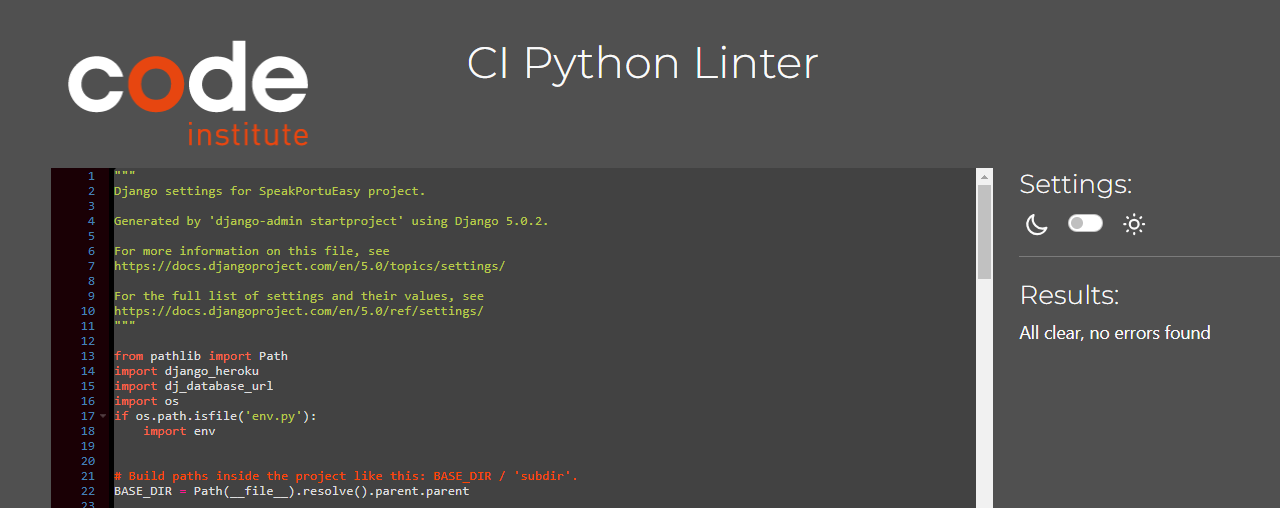 code
institute
CI Python Linter
1 """
2 Django settings for SpeakPortuEasy project.
3
4 Generated by 'django-admin startproject' using Django 5.0.2.
5
6 For more information on this file, see
7 https://docs.djangoproject.com/en/5.0/topics/settings/
8
9 For the full list of settings and their values, see
10 https://docs.djangoproject.com/en/5.0/ref/settings/
11 """
12
13 from pathlib import Path
14 import django_heroku
15 import dj_database_url
16 import os
17 if os.path.isfile('env.py'):
18     import env
19
20
21 # Build paths inside the project like this: BASE_DIR / 'subdir'.
22 BASE_DIR = Path(__file__).resolve().parent.parent
23
Settings:
Results:
All clear, no errors found